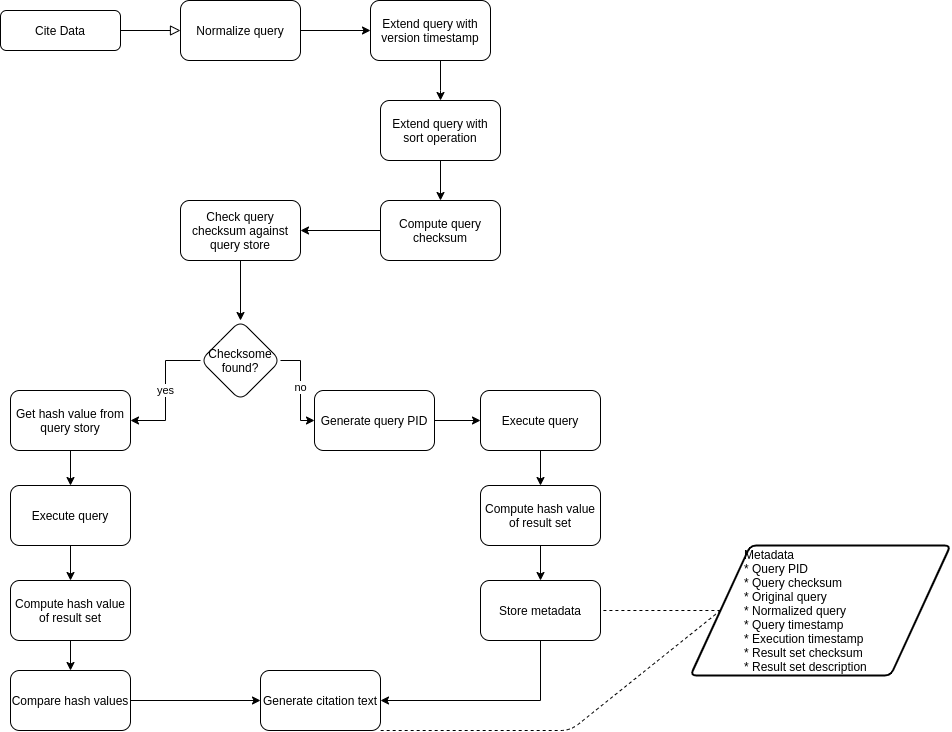 Cite Data
Normalize query
Extend query with
version timestamp
Extend query with
sort operation
Check query
checksum against
query store
Compute query
checksum
Checksome
found?
yes
no
Get hash value from
query story
Generate query PID
Execute query
Execute query
Compute hash value
of result set
Compute hash value
of result set
Store metadata
Metadata
* Query PID
* Query checksum
* Original query
* Normalized query
* Query timestamp
* Execution timestamp
* Result set checksum
* Result set description
Compare hash values
Generate citation text